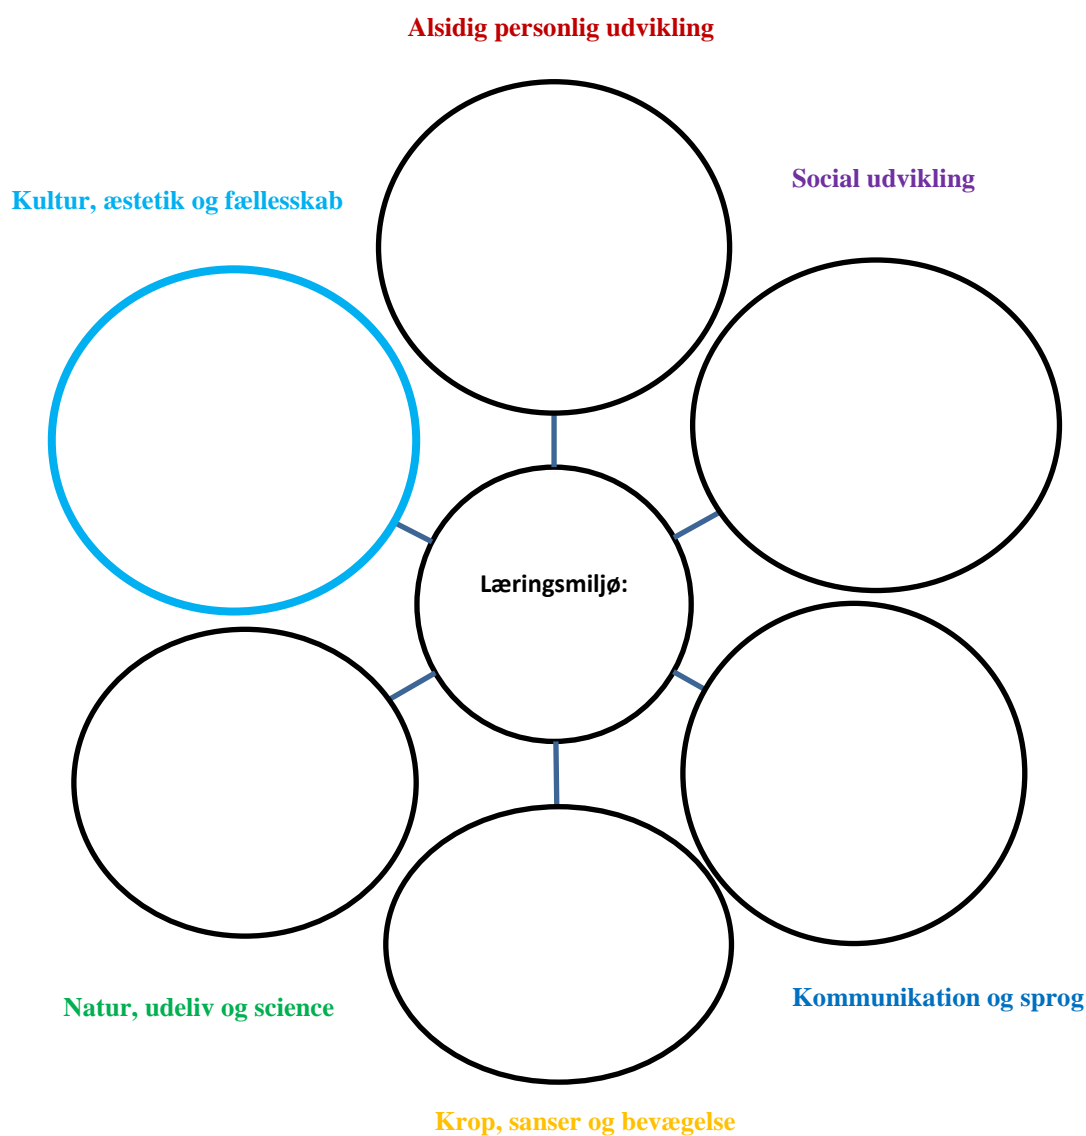 Alsidig personlig udvikling
Social udvikling
Kultur, æstetik og fællesskab
Læringsmiljø:
Kommunikation og sprog
Natur, udeliv og science
Krop, sanser og bevægelse